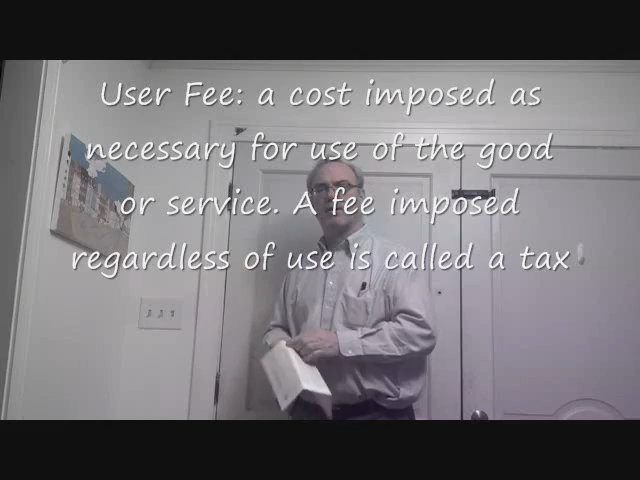 User Fee: a cost imposed as
necessary for use of the good
or service. A fee imposed
regardless of use is called a tax